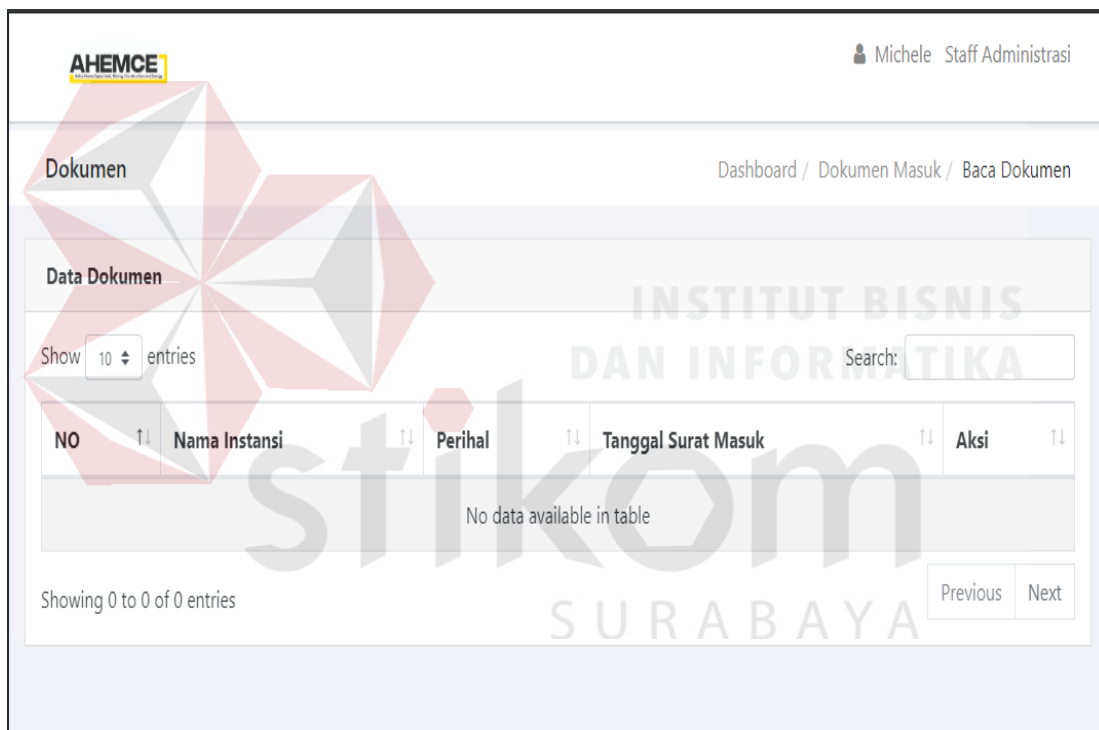 AHEMCE
Michele Staff Administrasi
Dokumen
Dashboard / Dokumen Masuk / Baca Dokumen
Data Dokumen
INSTITUT BISNIS
DAN INFORMATIKA
Show 10 entries
Search:
NO Nama Instansi Perihal Tanggal Surat Masuk Aksi
stikom
No data available in table
Showing 0 to 0 of 0 entries
Previous Next
SURABAYA